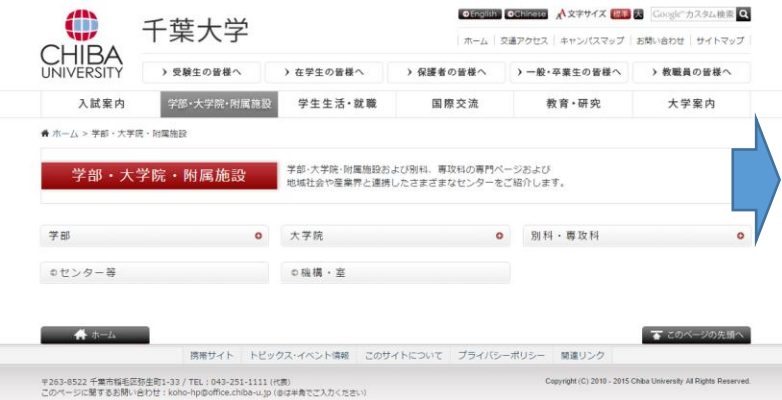 CHIBA
UNIVERSITY
千葉大学
English Chinese 文字サイズ 標準 大 Google カスタム検索
ホーム 交通アクセス キャンパスマップ お問い合わせ サイトマップ
受験生の皆様へ 在学生の皆様へ 保護者の皆様へ 一般・卒業生の皆様へ 教職員の皆様へ
入試案内 学部・大学院・附属施設 学生生活・就職 国際交流 教育・研究 大学案内
ホーム > 学部・大学院・附属施設
学部・大学院・附属施設
学部・大学院・附属施設および別科、専攻科の専門ページおよび
地域社会や産業界と連携したさまざまなセンターをご紹介します。
学部 大学院 別科・専攻科
センター等 機構・室
ホーム このページの先頭へ
携帯サイト トピックス・イベント情報 このサイトについて プライバシーポリシー 関連リンク
〒263-8522 千葉市稲毛区弥生町1-33 / TEL : 043-251-1111 (代表)
このページに関するお問い合わせ : koho-hp@office.chiba-u.jp (@は半角でご入力ください)
Copyright (C) 2010 - 2015 Chiba University All Rights Reserved.